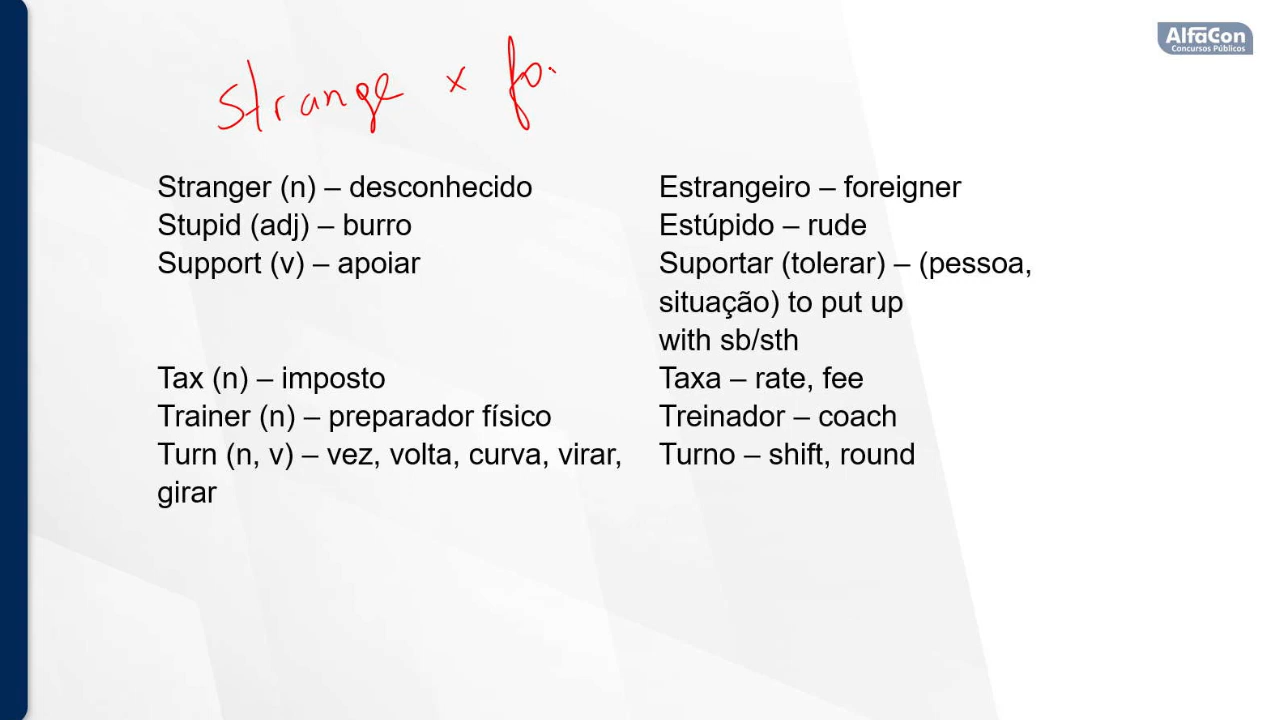 AlfaCon
Concursos Públicos
strange x fo
Stranger (n) – desconhecido
Stupid (adj) – burro
Support (v) – apoiar
Tax (n) – imposto
Trainer (n) – preparador físico
Turn (n, v) – vez, volta, curva, virar,
girar
Estrangeiro – foreigner
Estúpido – rude
Suportar (tolerar) – (pessoa,
situação) to put up
with sb/sth
Taxa – rate, fee
Treinador – coach
Turno – shift, round